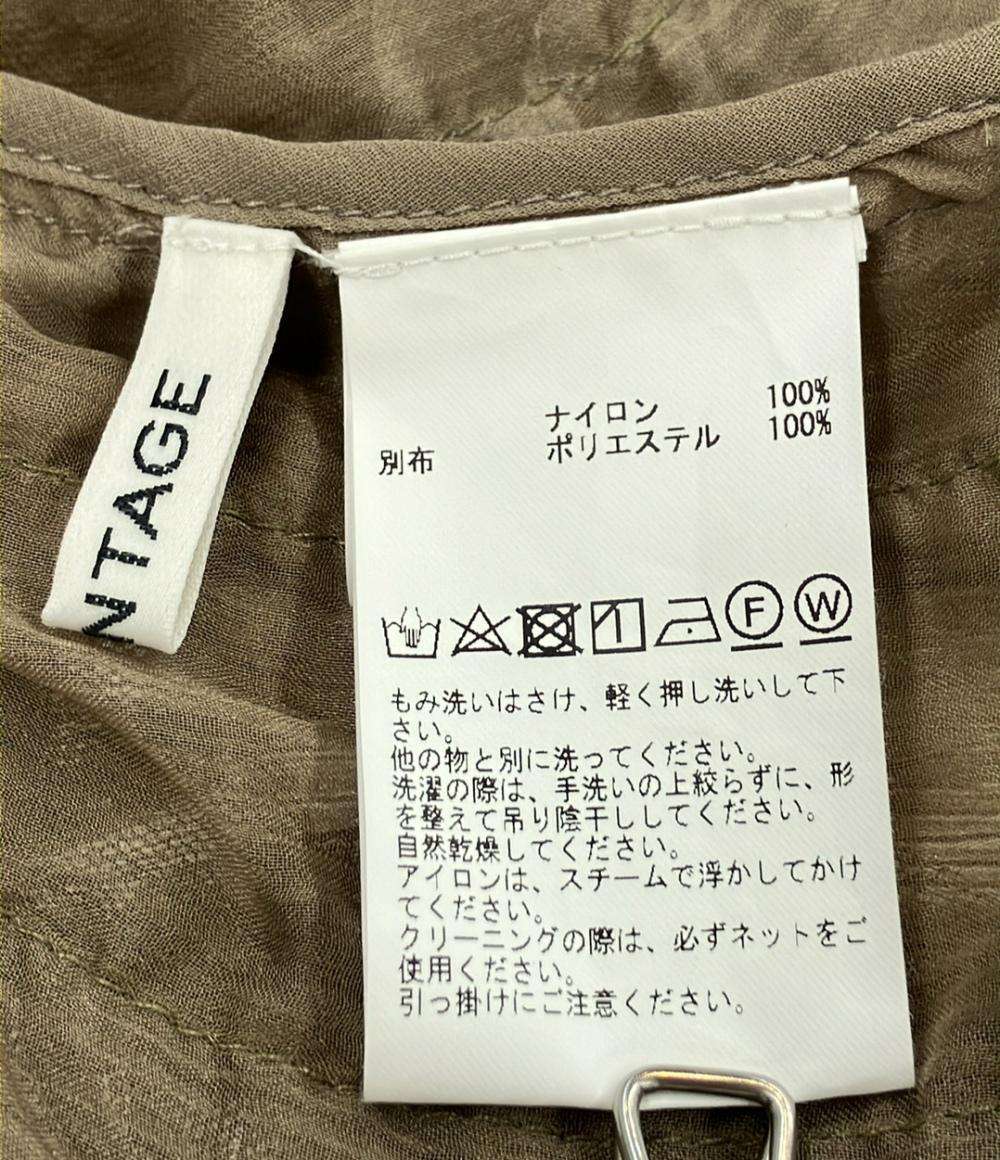 NTAGE
ナイロン 100%
別布 ポリエステル 100%
F W
もみ洗いはさけ、軽く押し洗いして下
さい。
他の物と別に洗ってください。
洗濯の際は、手洗いの上絞らずに、形
を整えて吊り陰干ししてください。
自然乾燥してください。
アイロンは、スチームで浮かしてかけ
てください。
クリーニングの際は、必ずネットをご
使用ください。
引っ掛けにご注意ください。